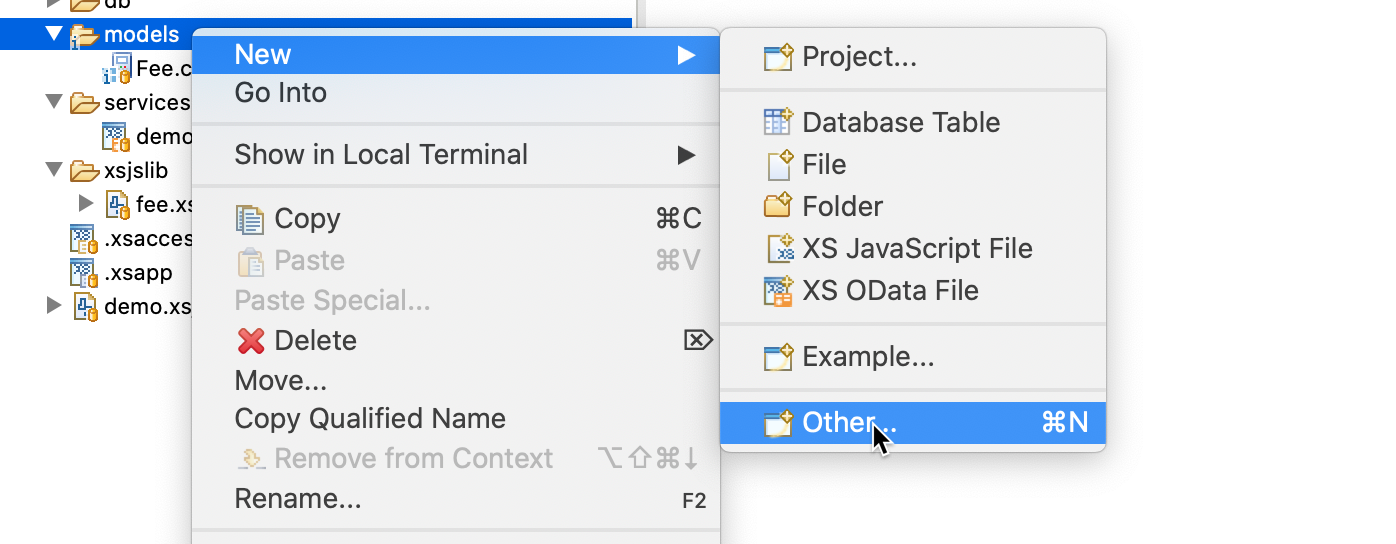 db
models
Fee.c
services
demo
xsjslib
fee.xs
.xsacces
.xsapp
demo.xs
New
Go Into
Show in Local Terminal
Copy ⌘C
Paste ⌘V
Paste Special...
Delete ⌦
Move...
Copy Qualified Name
Remove from Context ⌥⇧⌘↓
Rename... F2
Project...
Database Table
File
Folder
XS JavaScript File
XS OData File
Example...
Other... ⌘N